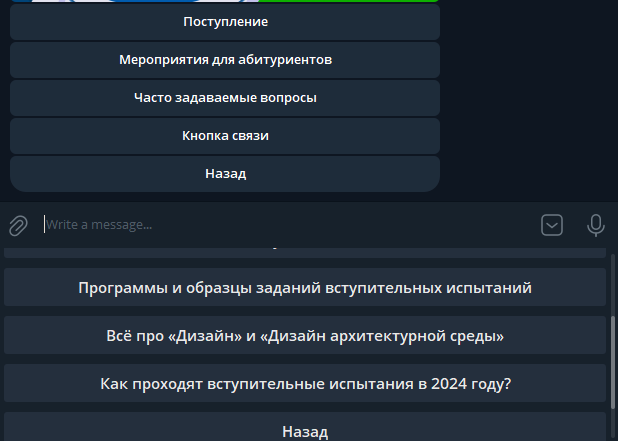 Поступление
Мероприятия для абитуриентов
Часто задаваемые вопросы
Кнопка связи
Назад
Write a message...
Программы и образцы заданий вступительных испытаний
Всё про «Дизайн» и «Дизайн архитектурной среды»
Как проходят вступительные испытания в 2024 году?
Назад